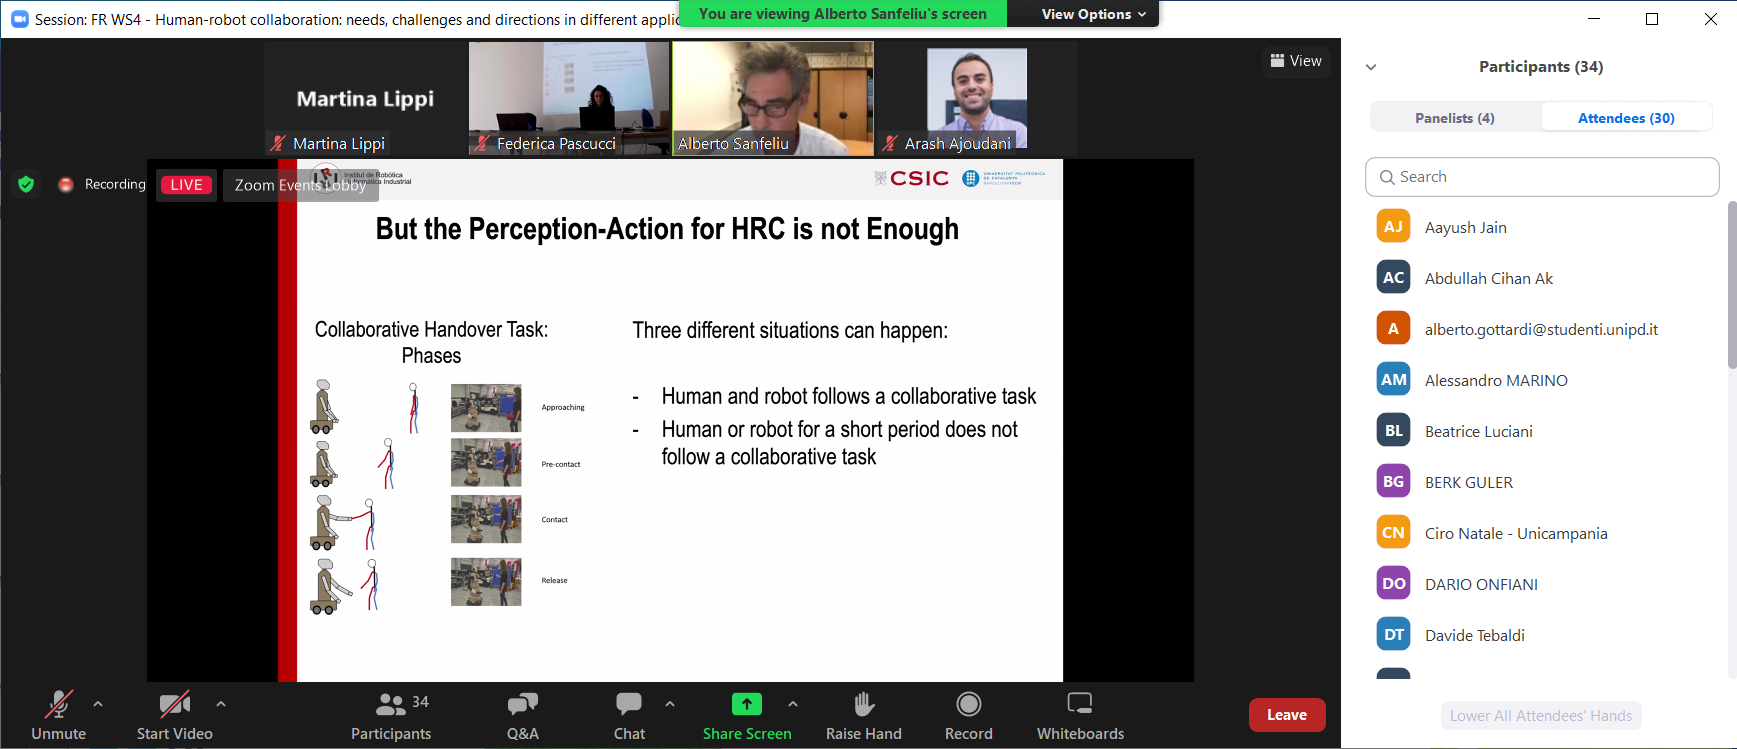 Session: FR WS4 - Human-robot collaboration: needs, challenges and directions in different applic
You are viewing Alberto Sanfeliu's screen
View Options
Martina Lippi
Martina Lippi
Federica Pascucci
Alberto Sanfeliu
Arash Ajoudani
View
Recording
LIVE
Zoom Events Lobby
Institut de Robòtica
i Informàtica Industrial
CSIC
UPC
UNIVERSITAT POLITÈCNICA
DE CATALUNYA
BARCELONATECH
But the Perception-Action for HRC is not Enough
Collaborative Handover Task:
Phases
Approaching
Pre-contact
Contact
Release
Three different situations can happen:
- Human and robot follows a collaborative task
- Human or robot for a short period does not
follow a collaborative task
Participants (34)
Panelists (4)
Attendees (30)
Search
AJ Aayush Jain
AC Abdullah Cihan Ak
A alberto.gottardi@studenti.unipd.it
AM Alessandro MARINO
BL Beatrice Luciani
BG BERK GULER
CN Ciro Natale - Unicampania
DO DARIO ONFIANI
DT Davide Tebaldi
Lower All Attendees' Hands
Unmute
Start Video
34
Participants
Q&A
Chat
Share Screen
Raise Hand
Record
Whiteboards
Leave